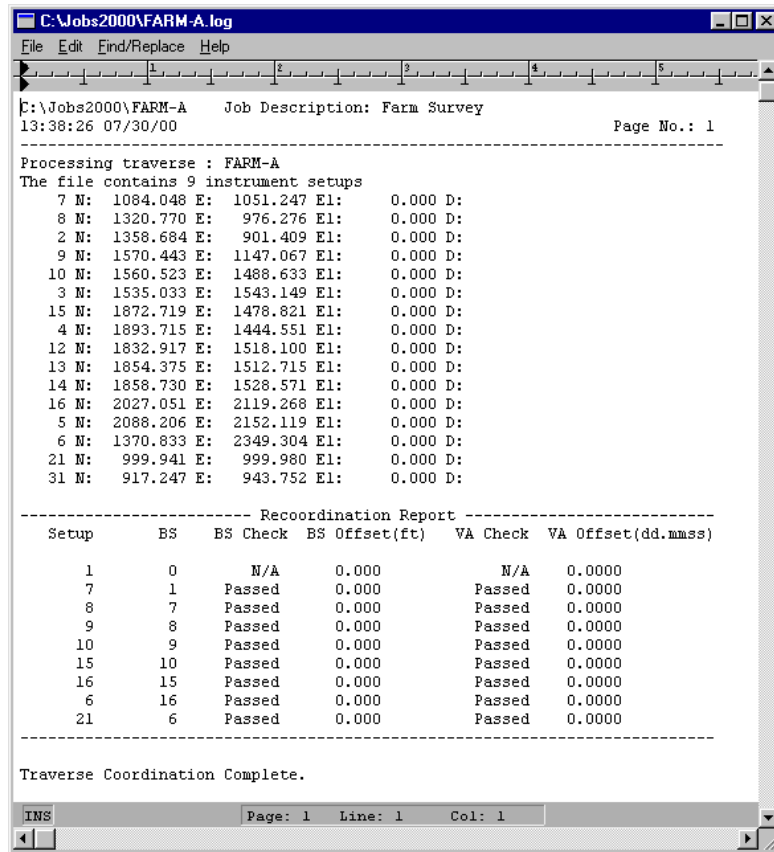 C:\Jobs2000\FARM-A.log
File Edit Find/Replace Help
1 2 3 4 5
C:\Jobs2000\FARM-A Job Description: Farm Survey
13:38:26 07/30/00 Page No.: 1
--------------------------------------------------------------------------------
Processing traverse : FARM-A
The file contains 9 instrument setups
7 N: 1084.048 E: 1051.247 El: 0.000 D:
8 N: 1320.770 E: 976.276 El: 0.000 D:
2 N: 1358.684 E: 901.409 El: 0.000 D:
9 N: 1570.443 E: 1147.067 El: 0.000 D:
10 N: 1560.523 E: 1488.633 El: 0.000 D:
3 N: 1535.033 E: 1543.149 El: 0.000 D:
15 N: 1872.719 E: 1478.821 El: 0.000 D:
4 N: 1893.715 E: 1444.551 El: 0.000 D:
12 N: 1832.917 E: 1518.100 El: 0.000 D:
13 N: 1854.375 E: 1512.715 El: 0.000 D:
14 N: 1858.730 E: 1528.571 El: 0.000 D:
16 N: 2027.051 E: 2119.268 El: 0.000 D:
5 N: 2088.206 E: 2152.119 El: 0.000 D:
6 N: 1370.833 E: 2349.304 El: 0.000 D:
21 N: 999.941 E: 999.980 El: 0.000 D:
31 N: 917.247 E: 943.752 El: 0.000 D:
-------------------------- Recoordination Report ----------------------------
Setup BS BS Check BS Offset(ft) VA Check VA Offset(dd.mmss)
1 0 N/A 0.000 N/A 0.0000
7 1 Passed 0.000 Passed 0.0000
8 7 Passed 0.000 Passed 0.0000
9 8 Passed 0.000 Passed 0.0000
10 9 Passed 0.000 Passed 0.0000
15 10 Passed 0.000 Passed 0.0000
16 15 Passed 0.000 Passed 0.0000
6 16 Passed 0.000 Passed 0.0000
21 6 Passed 0.000 Passed 0.0000
-------------------------------------------------------------------------------
Traverse Coordination Complete.
INS Page: 1 Line: 1 Col: 1